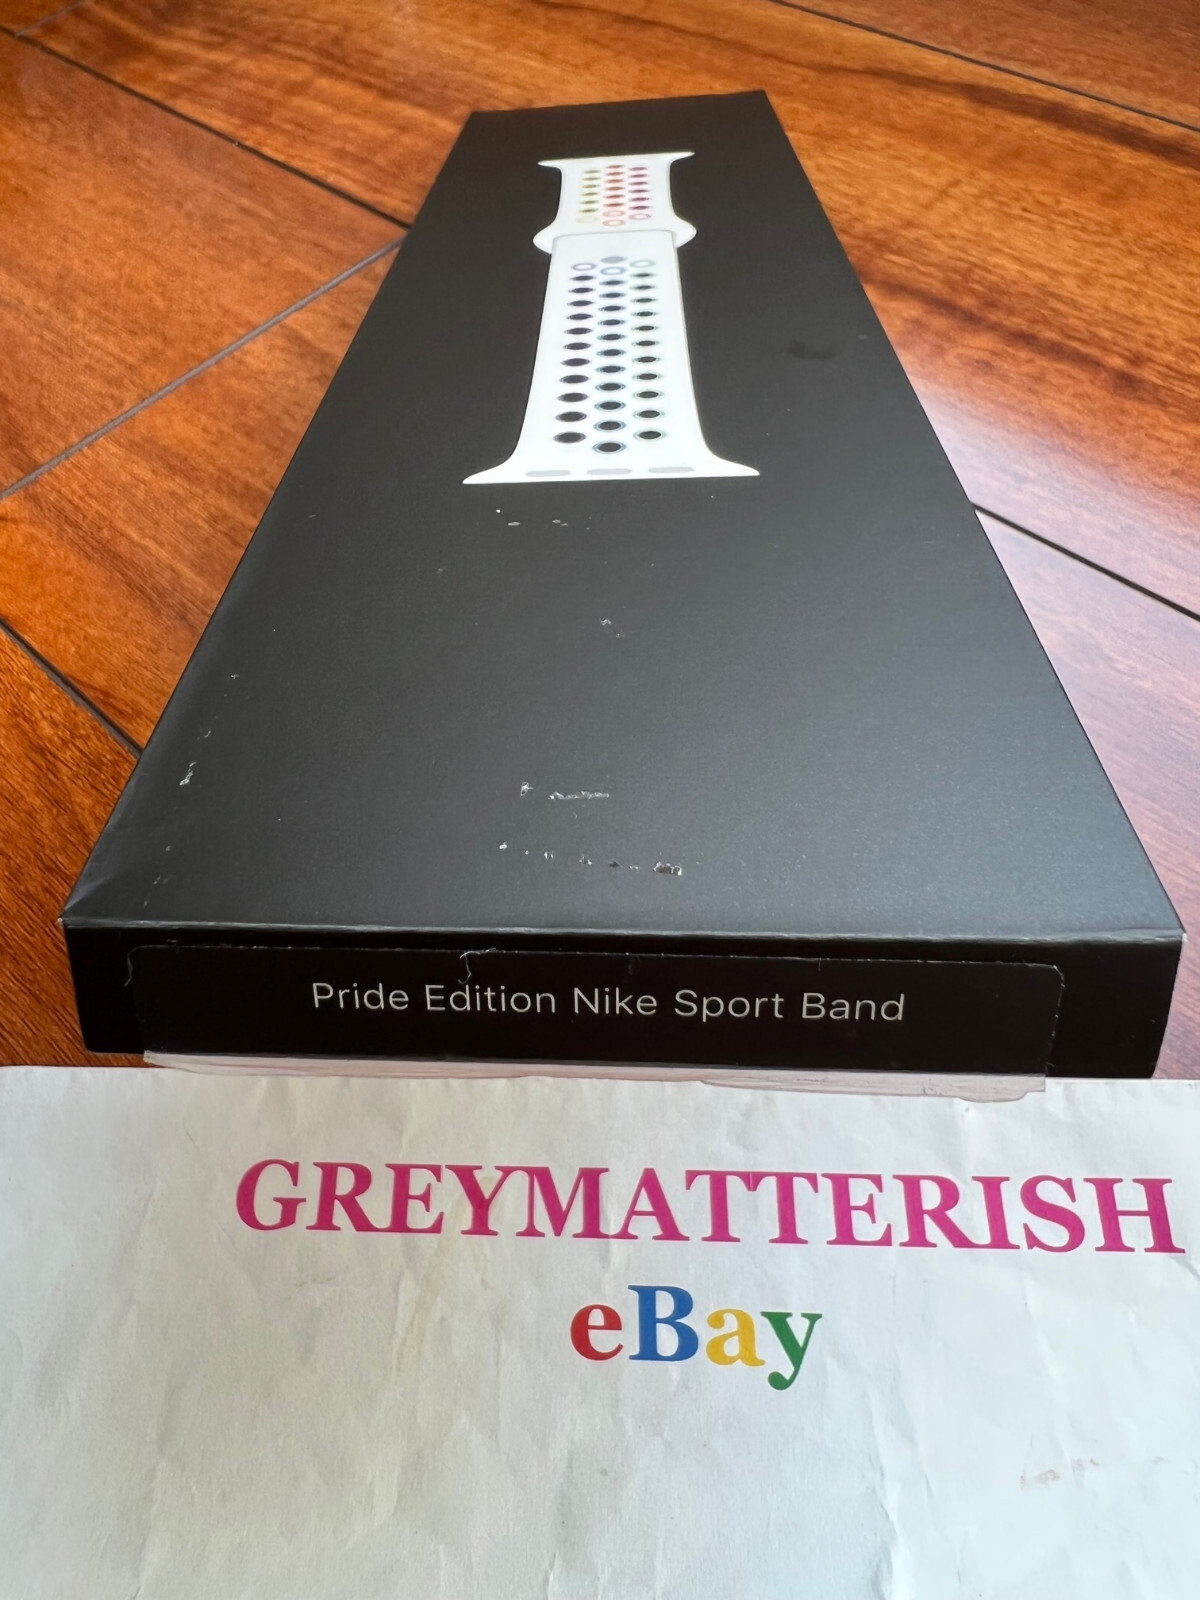 Pride Edition Nike Sport Band
GREYMATTERISH
eBay